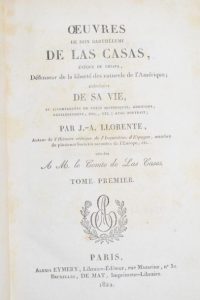 ŒUVRES
DE DON BARTHÉLEMI
DE LAS CASAS,
ÉVÊQUE DE CHIAPA,
Défenseur de la liberté des naturels de l'Amérique;
précédées
DE SA VIE,
ET ACCOMPAGNÉES DE NOTES HISTORIQUES, ADDITIONS,
DÉVELOPPEMENS, ETC., ETC.; AVEC PORTRAIT;
PAR J.-A. LLORENTE,
Auteur de l'Histoire critique de l'Inquisition d'Espagne, membre
de plusieurs Sociétés savantes de l'Europe, etc.
A M. le Comte de Las Cases.
TOME PREMIER.
PARIS,
ALEXIS EYMERY, Libraire-Éditeur, rue Mazarine, n° 30.
BRUXELLES, DE MAT, Imprimeur-Libraire.
1822.